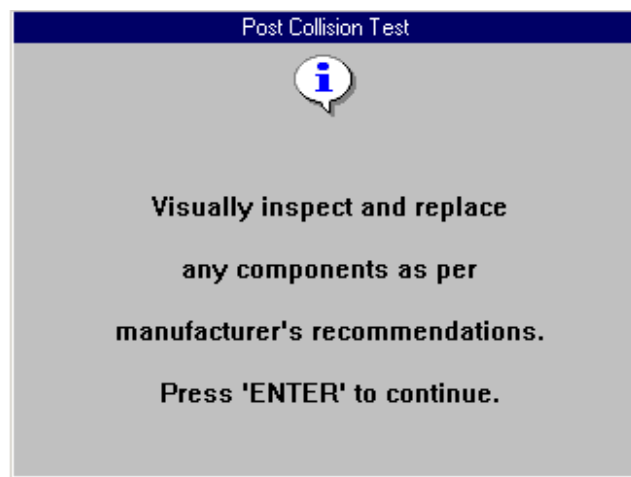 Post Collision Test
Visually inspect and replace
any components as per
manufacturer's recommendations.
Press 'ENTER' to continue.